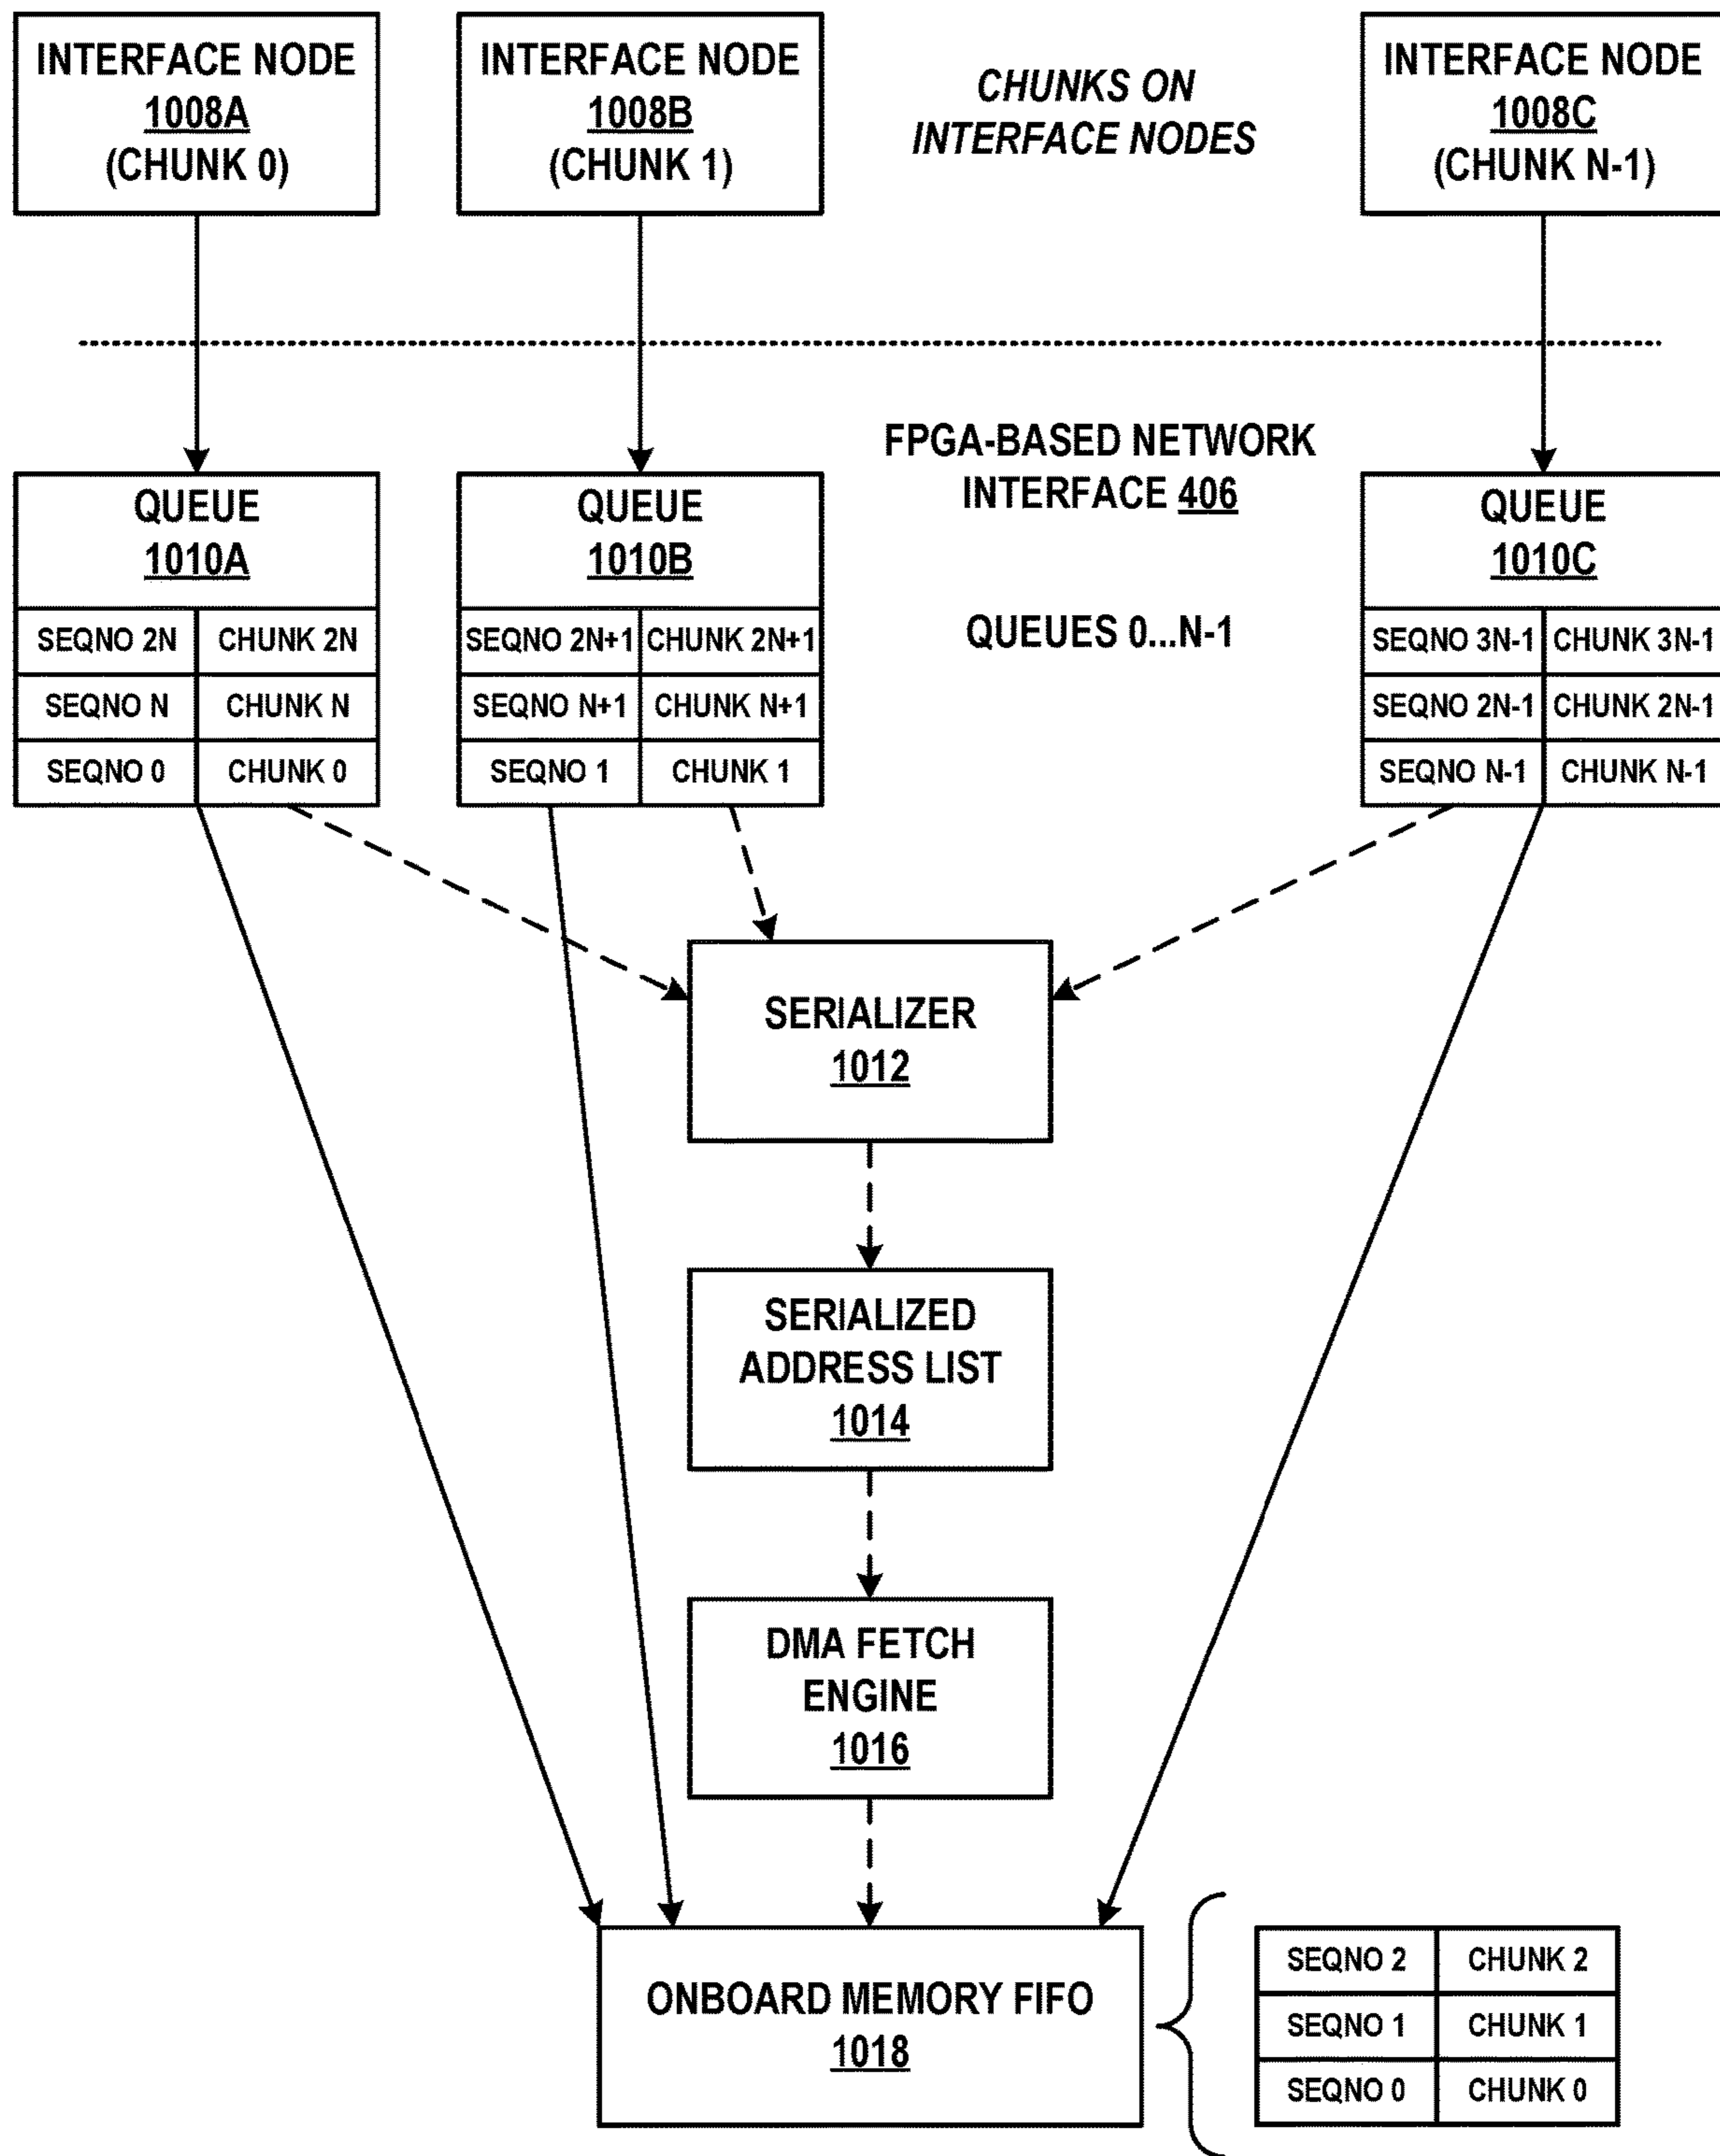 INTERFACE NODE
1008A
(CHUNK 0)
INTERFACE NODE
1008B
(CHUNK 1)
CHUNKS ON
INTERFACE NODES
INTERFACE NODE
1008C
(CHUNK N-1)
FPGA-BASED NETWORK
INTERFACE 406
QUEUES 0...N-1
QUEUE
1010A
SEQNO 2N CHUNK 2N
SEQNO N CHUNK N
SEQNO 0 CHUNK 0
QUEUE
1010B
SEQNO 2N+1 CHUNK 2N+1
SEQNO N+1 CHUNK N+1
SEQNO 1 CHUNK 1
QUEUE
1010C
SEQNO 3N-1 CHUNK 3N-1
SEQNO 2N-1 CHUNK 2N-1
SEQNO N-1 CHUNK N-1
SERIALIZER
1012
SERIALIZED
ADDRESS LIST
1014
DMA FETCH
ENGINE
1016
ONBOARD MEMORY FIFO
1018
SEQNO 2 CHUNK 2
SEQNO 1 CHUNK 1
SEQNO 0 CHUNK 0